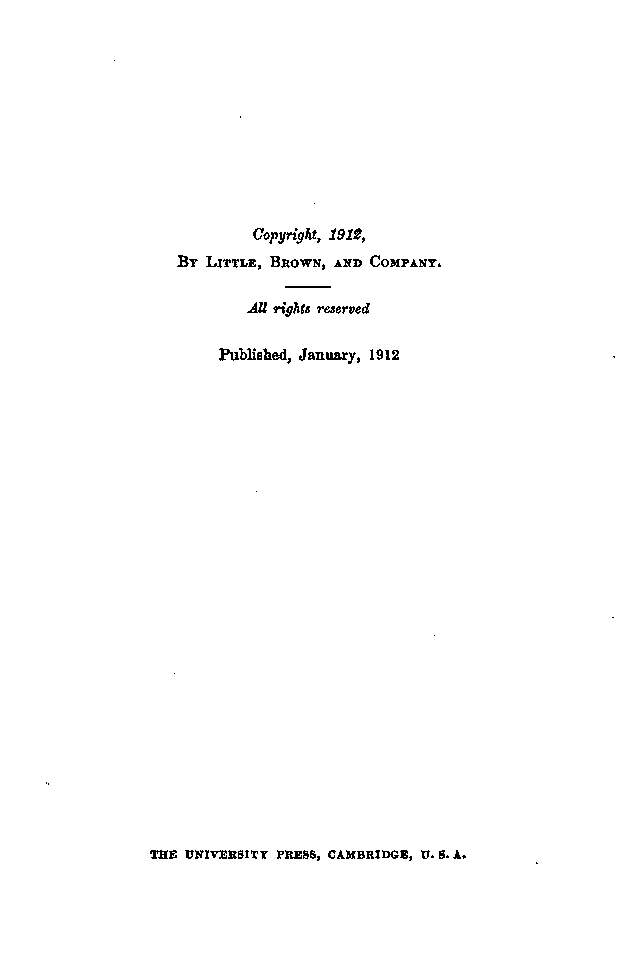 Copyright, 1912,
By Little, Brown, and Company.
All rights reserved
Published, January, 1912
THE UNIVERSITY PRESS, CAMBRIDGE, U. S. A.